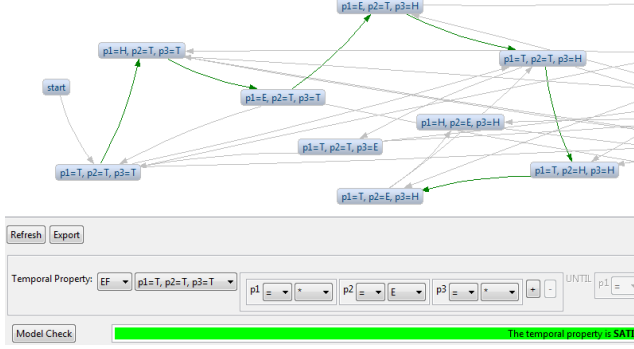 p1=E, p2=T, p3=H
p1=H, p2=T, p3=T
p1=T, p2=T, p3=H
start
p1=E, p2=T, p3=T
p1=H, p2=E, p3=H
p1=T, p2=T, p3=E
p1=T, p2=T, p3=T
p1=T, p2=H, p3=H
p1=T, p2=E, p3=H
Refresh Export
Temporal Property: EF p1=T, p2=T, p3=T p1 = * p2 = E p3 = * + - UNTIL p1 =
Model Check The temporal property is